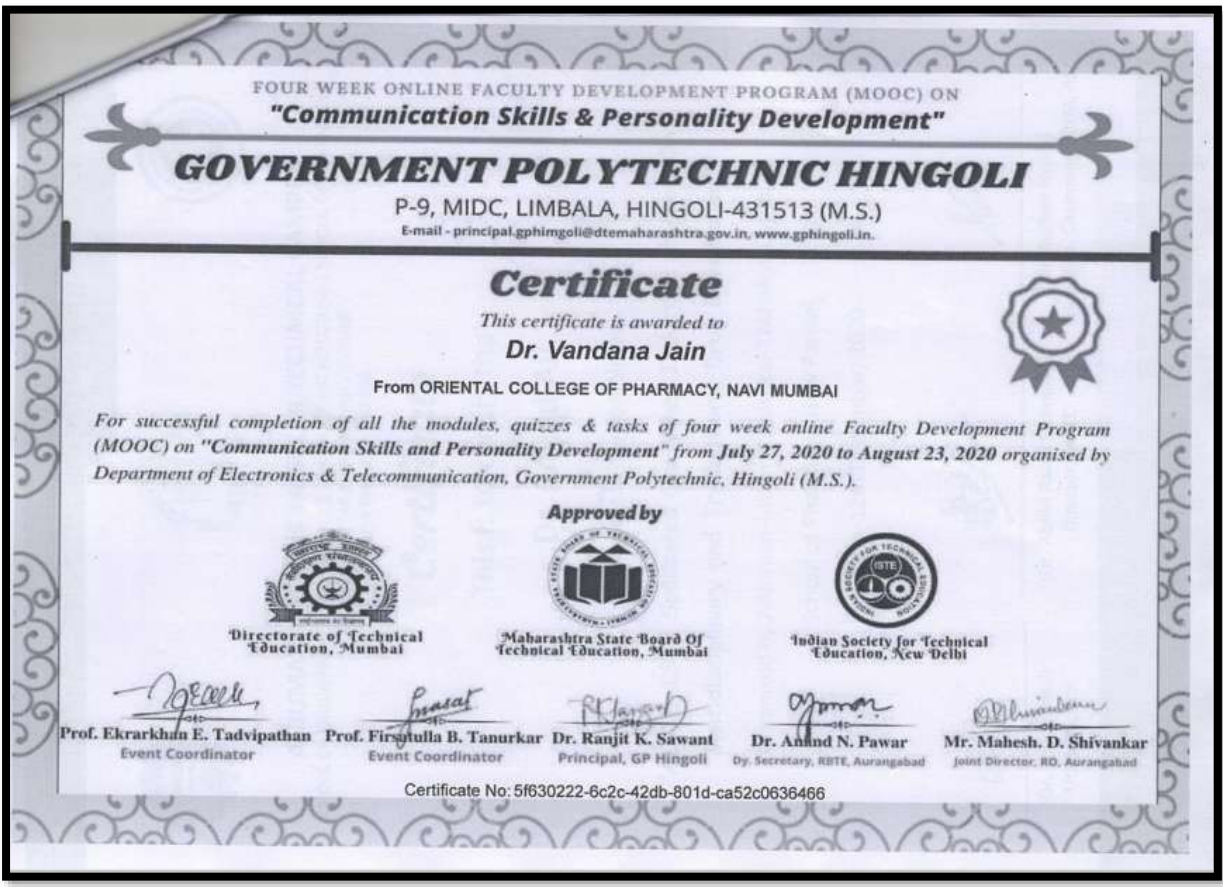 FOUR WEEK ONLINE FACULTY DEVELOPMENT PROGRAM (MOOC) ON
"Communication Skills & Personality Development"
GOVERNMENT POLYTECHNIC HINGOLI
P-9, MIDC, LIMBALA, HINGOLI-431513 (M.S.)
E-mail - principal.gphimgoli@dtemaharashtra.gov.in, www.gphingoli.in.
Certificate
This certificate is awarded to
Dr. Vandana Jain
From ORIENTAL COLLEGE OF PHARMACY, NAVI MUMBAI
For successful completion of all the modules, quizzes & tasks of four week online Faculty Development Program
(MOOC) on "Communication Skills and Personality Development" from July 27, 2020 to August 23, 2020 organised by
Department of Electronics & Telecommunication, Government Polytechnic, Hingoli (M.S.).
Approved by
INDIAN SOCIETY FOR TECHNICAL EDUCATION
ISTE
Directorate of Technical
Education, Mumbai
Maharashtra State Board Of
Technical Education, Mumbai
Indian Society for Technical
Education, New Delhi
Prof. Ekrarkhan E. Tadvipathan Prof. Firsatulla B. Tanurkar Dr. Ranjit K. Sawant Dr. Anand N. Pawar Mr. Mahesh. D. Shivankar
Event Coordinator Event Coordinator Principal, GP Hingoli Dy. Secretary, RBTE, Aurangabad Joint Director, RO, Aurangabad
Certificate No: 5f630222-6c2c-42db-801d-ca52c0636466